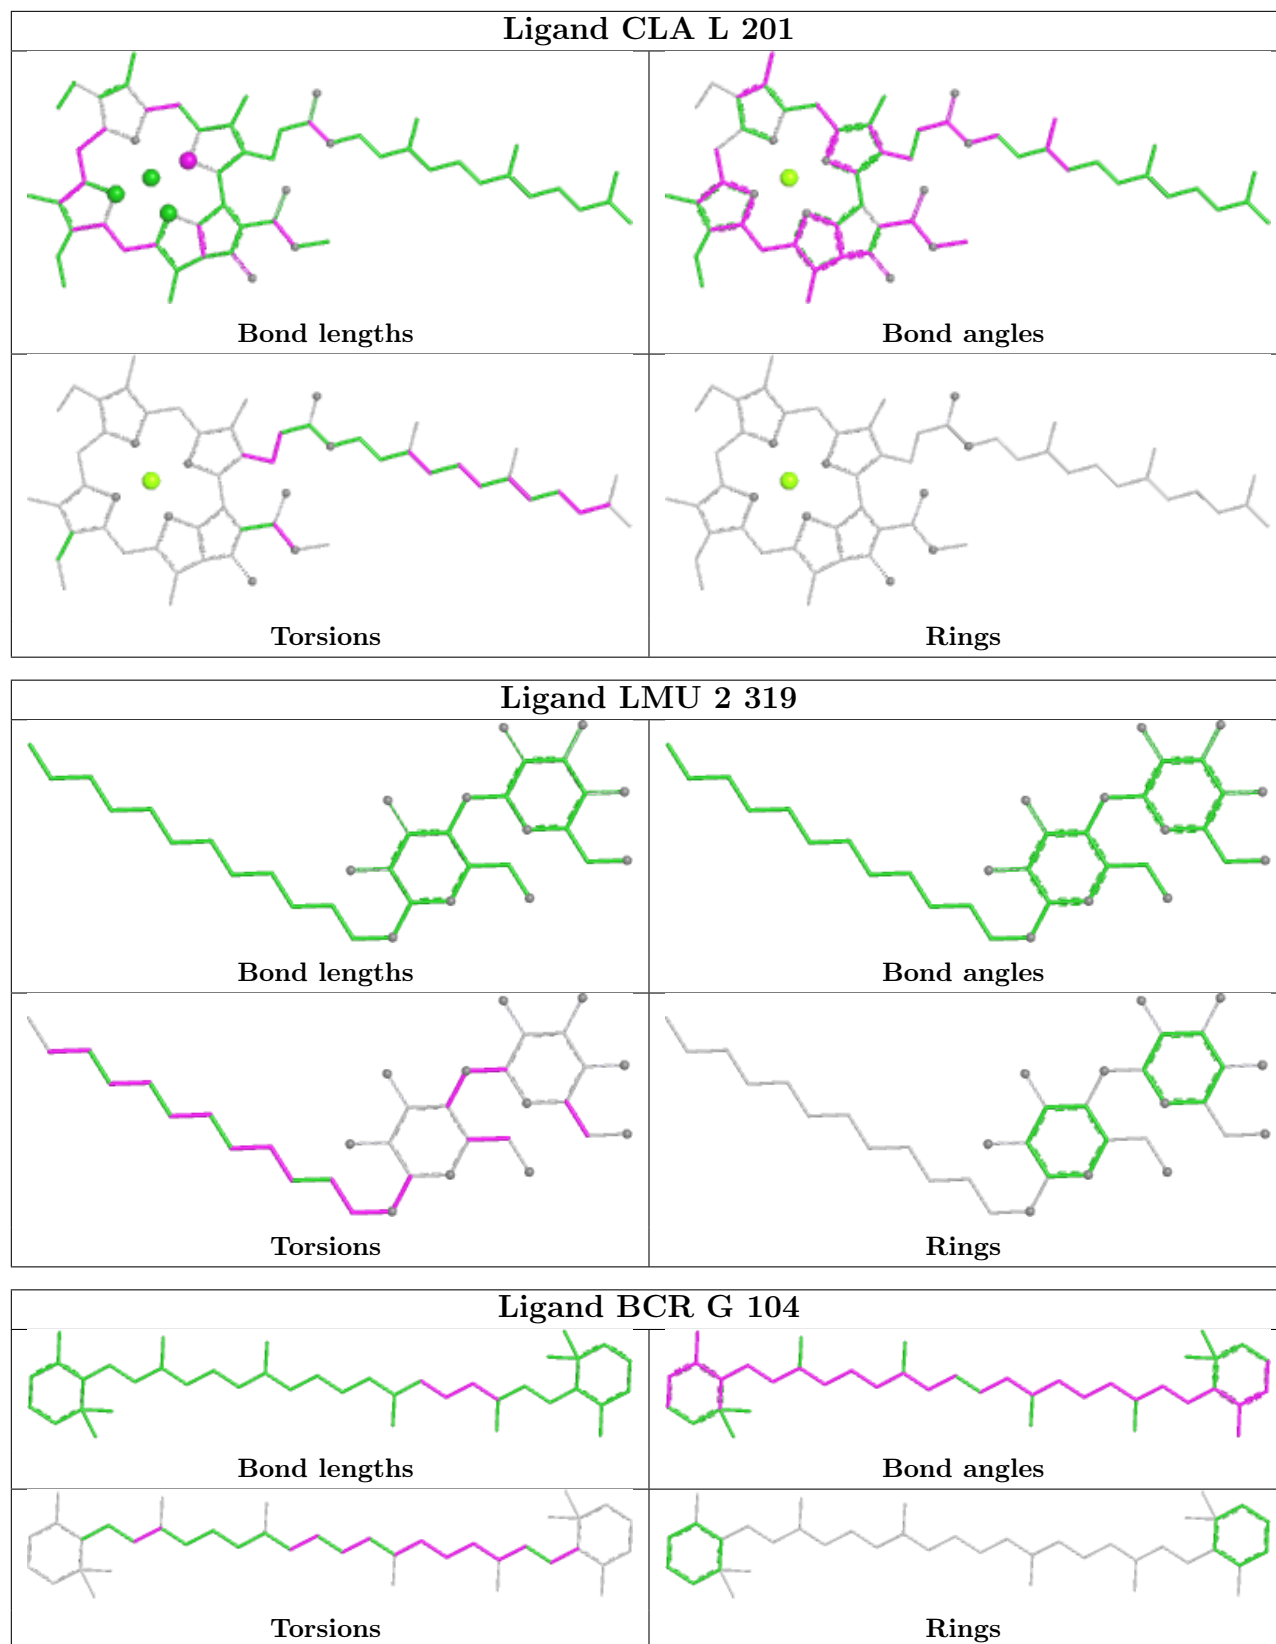 Ligand CLA L 201
Bond lengths
Bond angles
Torsions
Rings
Ligand LMU 2 319
Bond lengths
Bond angles
Torsions
Rings
Ligand BCR G 104
Bond lengths
Bond angles
Torsions
Rings